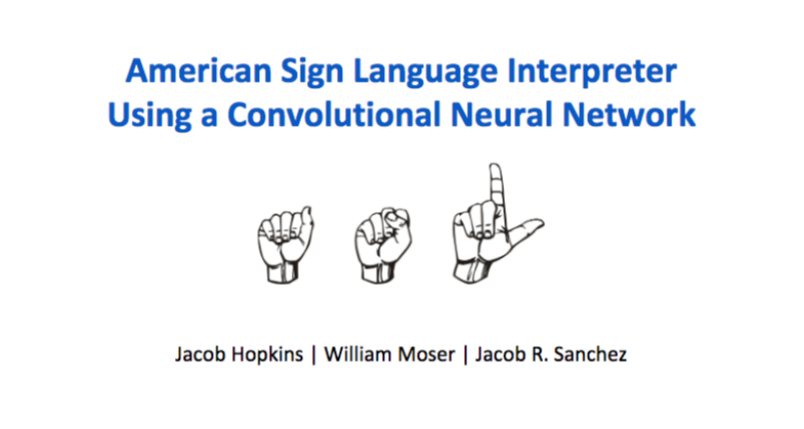 American Sign Language Interpreter
Using a Convolutional Neural Network
Jacob Hopkins | William Moser | Jacob R. Sanchez